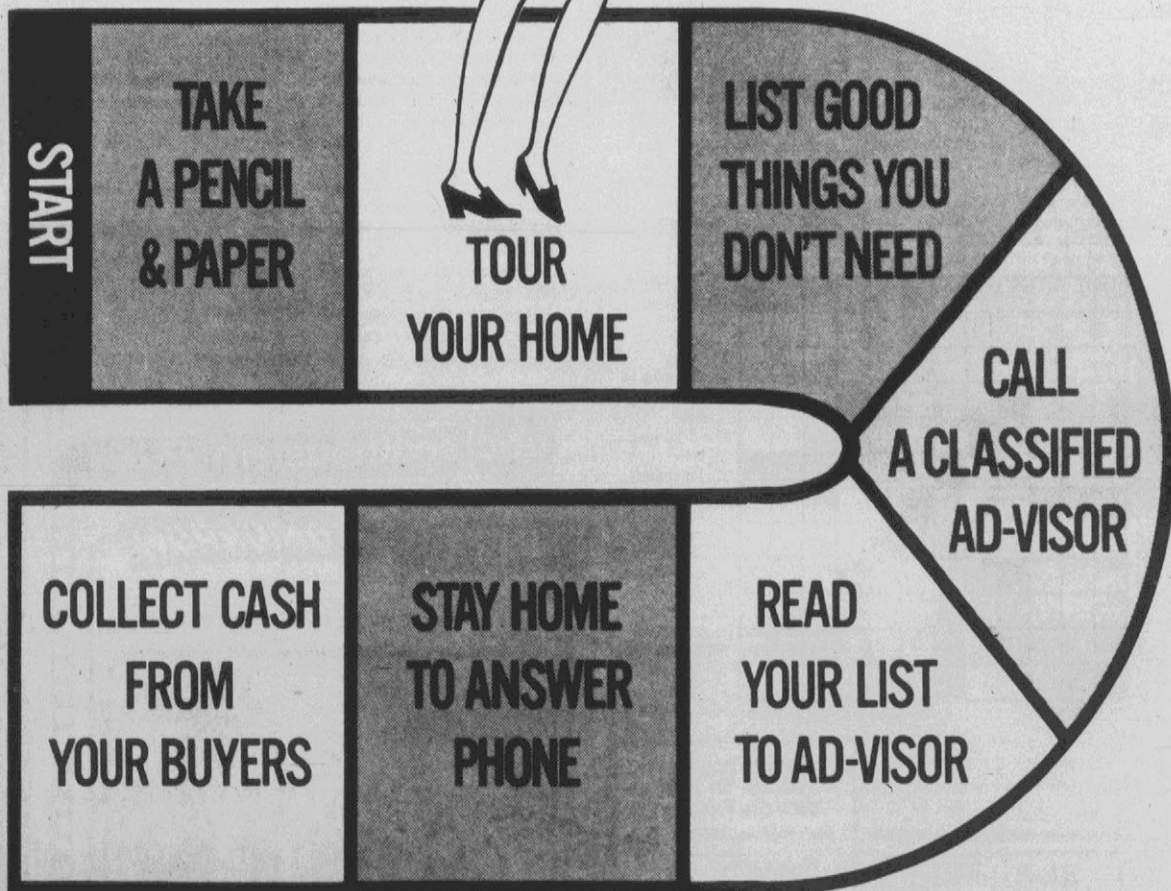 START
TAKE
A PENCIL
& PAPER
TOUR
YOUR HOME
LIST GOOD
THINGS YOU
DON'T NEED
CALL
A CLASSIFIED
AD-VISOR
READ
YOUR LIST
TO AD-VISOR
STAY HOME
TO ANSWER
PHONE
COLLECT CASH
FROM
YOUR BUYERS